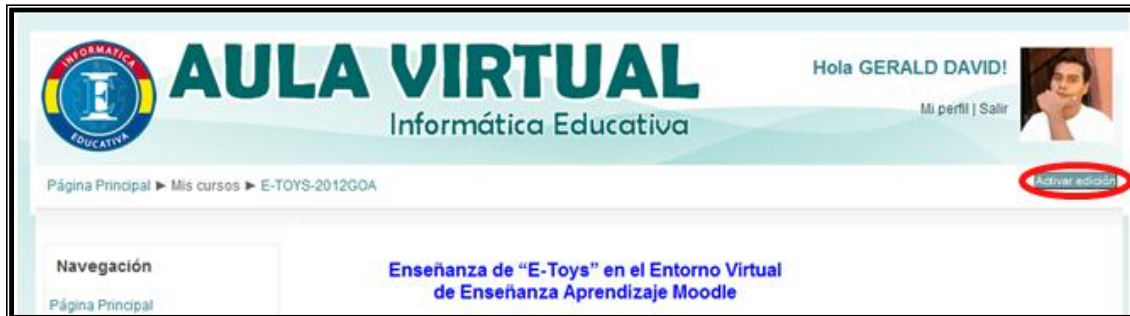 INFORMATICA
E
EDUCATIVA
AULA VIRTUAL
Informática Educativa
Hola GERALD DAVID!
Mi perfil | Salir
Página Principal ► Mis cursos ► E-TOYS-2012GOA
Activar edición
Navegación
Página Principal
Enseñanza de “E-Toys” en el Entorno Virtual
de Enseñanza Aprendizaje Moodle